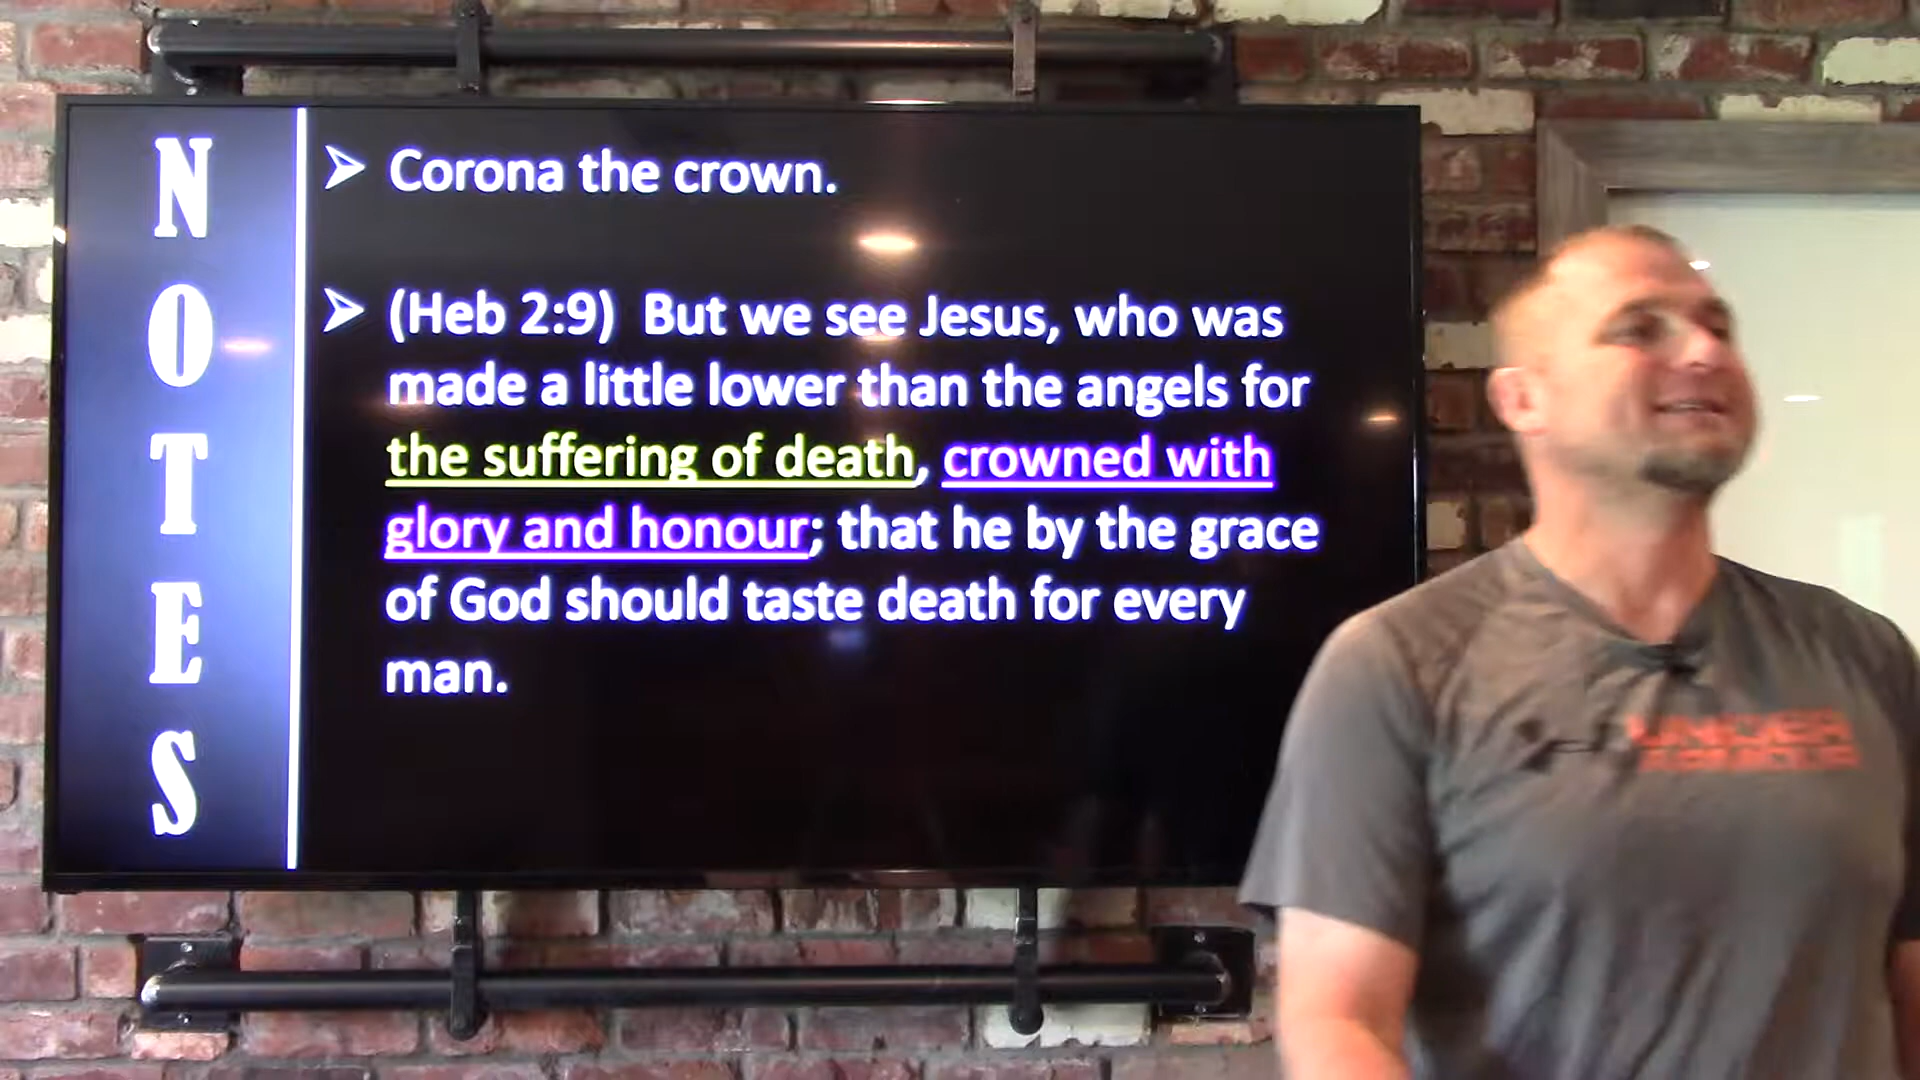 NOTES
Corona the crown.
(Heb 2:9) But we see Jesus, who was
made a little lower than the angels for
the suffering of death, crowned with
glory and honour; that he by the grace
of God should taste death for every
man.
UNDER
ARMOUR